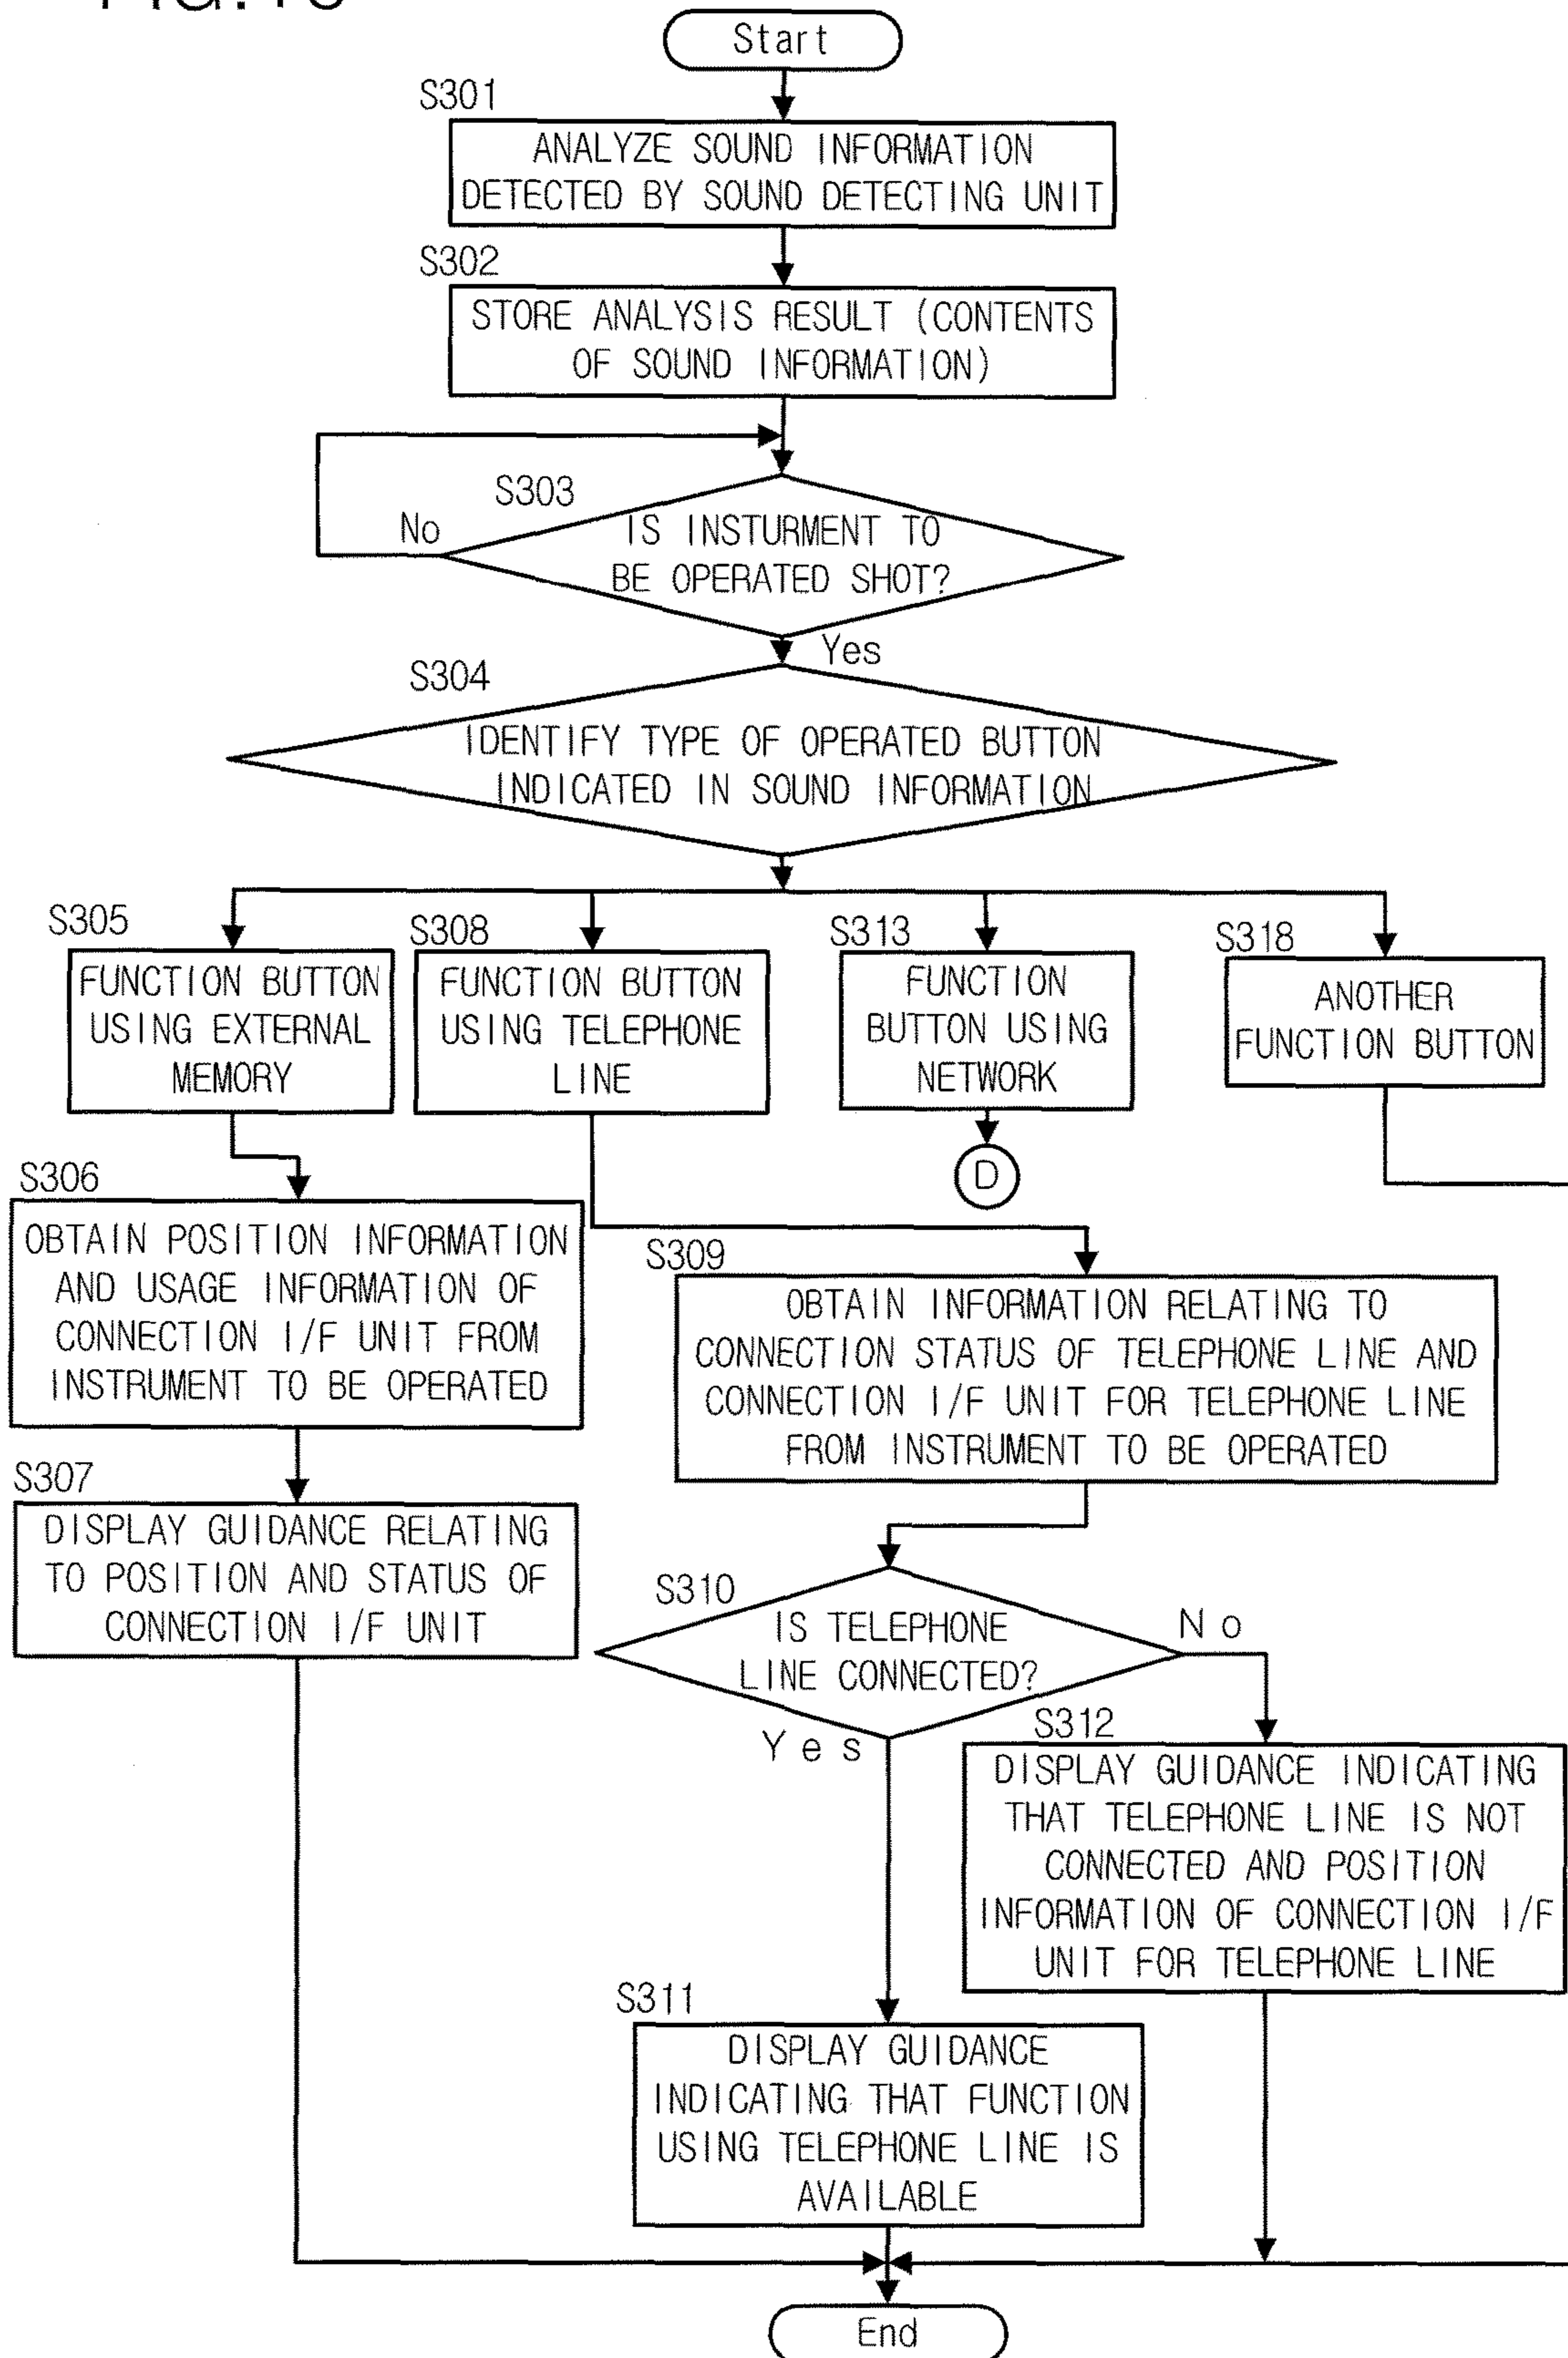 Start
S301
ANALYZE SOUND INFORMATION
DETECTED BY SOUND DETECTING UNIT
S302
STORE ANALYSIS RESULT (CONTENTS
OF SOUND INFORMATION)
S303
No
IS INSTURMENT TO
BE OPERATED SHOT?
Yes
S304
IDENTIFY TYPE OF OPERATED BUTTON
INDICATED IN SOUND INFORMATION
S305
FUNCTION BUTTON
USING EXTERNAL
MEMORY
S308
FUNCTION BUTTON
USING TELEPHONE
LINE
S313
FUNCTION
BUTTON USING
NETWORK
D
S318
ANOTHER
FUNCTION BUTTON
S306
OBTAIN POSITION INFORMATION
AND USAGE INFORMATION OF
CONNECTION I/F UNIT FROM
INSTRUMENT TO BE OPERATED
S307
DISPLAY GUIDANCE RELATING
TO POSITION AND STATUS OF
CONNECTION I/F UNIT
S309
OBTAIN INFORMATION RELATING TO
CONNECTION STATUS OF TELEPHONE LINE AND
CONNECTION I/F UNIT FOR TELEPHONE LINE
FROM INSTRUMENT TO BE OPERATED
S310
IS TELEPHONE
LINE CONNECTED?
No
Yes
S312
DISPLAY GUIDANCE INDICATING
THAT TELEPHONE LINE IS NOT
CONNECTED AND POSITION
INFORMATION OF CONNECTION I/F
UNIT FOR TELEPHONE LINE
S311
DISPLAY GUIDANCE
INDICATING THAT FUNCTION
USING TELEPHONE LINE IS
AVAILABLE
End